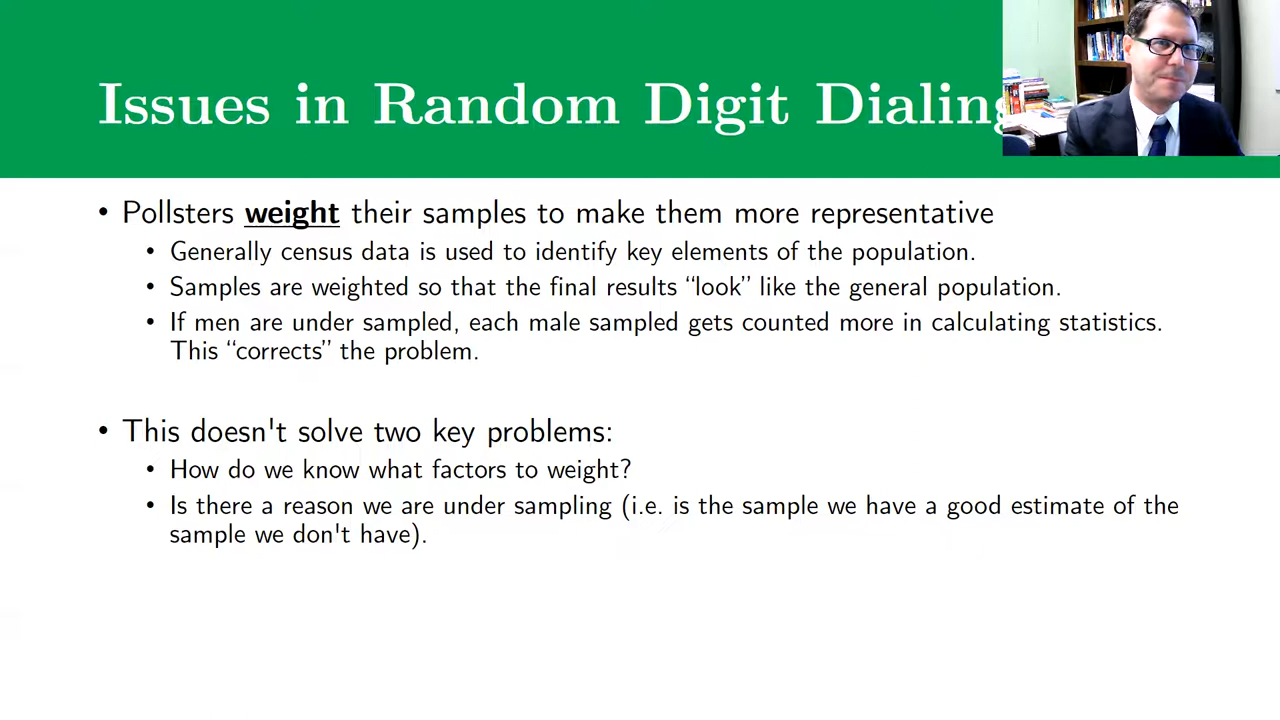 Issues in Random Digit Dialing
• Pollsters weight their samples to make them more representative
• Generally census data is used to identify key elements of the population.
• Samples are weighted so that the final results “look” like the general population.
• If men are under sampled, each male sampled gets counted more in calculating statistics.
This “corrects” the problem.
• This doesn't solve two key problems:
• How do we know what factors to weight?
• Is there a reason we are under sampling (i.e. is the sample we have a good estimate of the
sample we don't have).